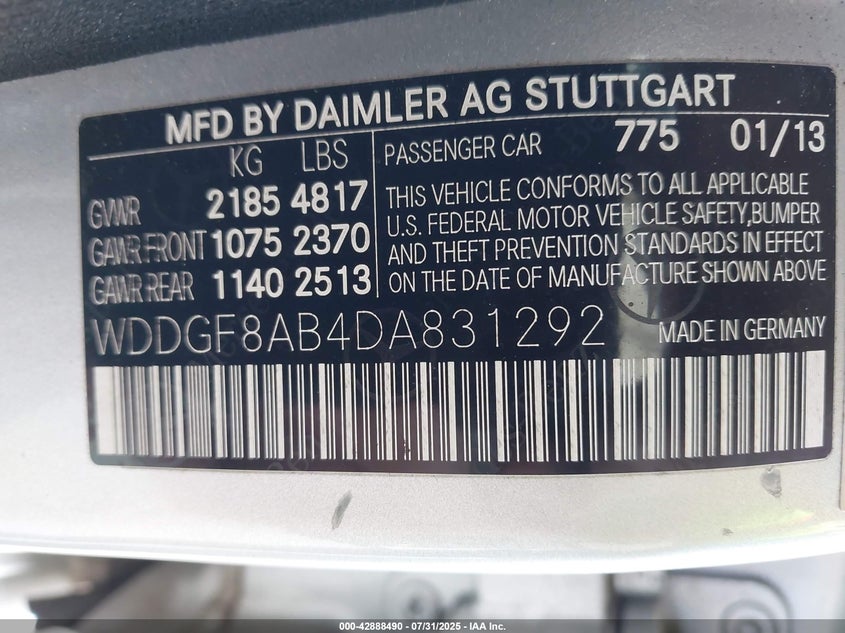 MFD BY DAIMLER AG STUTTGART
KG LBS
GVWR 2185 4817
GAWR FRONT 1075 2370
GAWR REAR 1140 2513
PASSENGER CAR 775 01/13
THIS VEHICLE CONFORMS TO ALL APPLICABLE
U.S. FEDERAL MOTOR VEHICLE SAFETY,BUMPER
AND THEFT PREVENTION STANDARDS IN EFFECT
ON THE DATE OF MANUFACTURE SHOWN ABOVE
WDDGF8AB4DA831292 MADE IN GERMANY
000-42888490 - 07/31/2025 - IAA Inc.